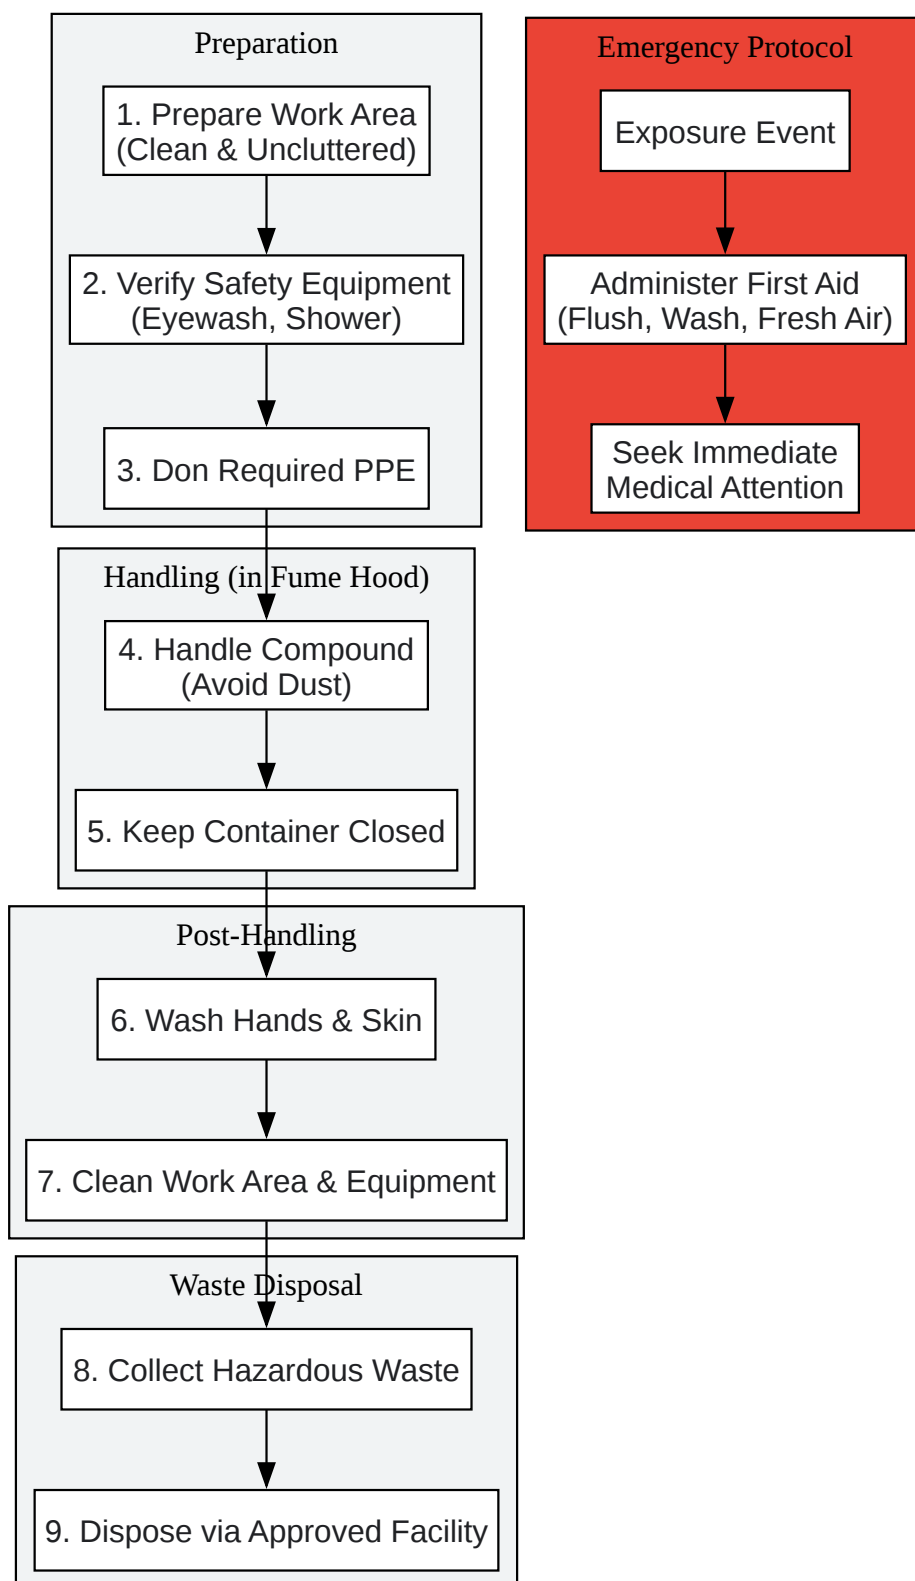 Preparation
1. Prepare Work Area
(Clean & Uncluttered)
2. Verify Safety Equipment
(Eyewash, Shower)
3. Don Required PPE
Handling (in Fume Hood)
4. Handle Compound
(Avoid Dust)
5. Keep Container Closed
Post-Handling
6. Wash Hands & Skin
7. Clean Work Area & Equipment
Waste Disposal
8. Collect Hazardous Waste
9. Dispose via Approved Facility
Emergency Protocol
Exposure Event
Administer First Aid
(Flush, Wash, Fresh Air)
Seek Immediate
Medical Attention